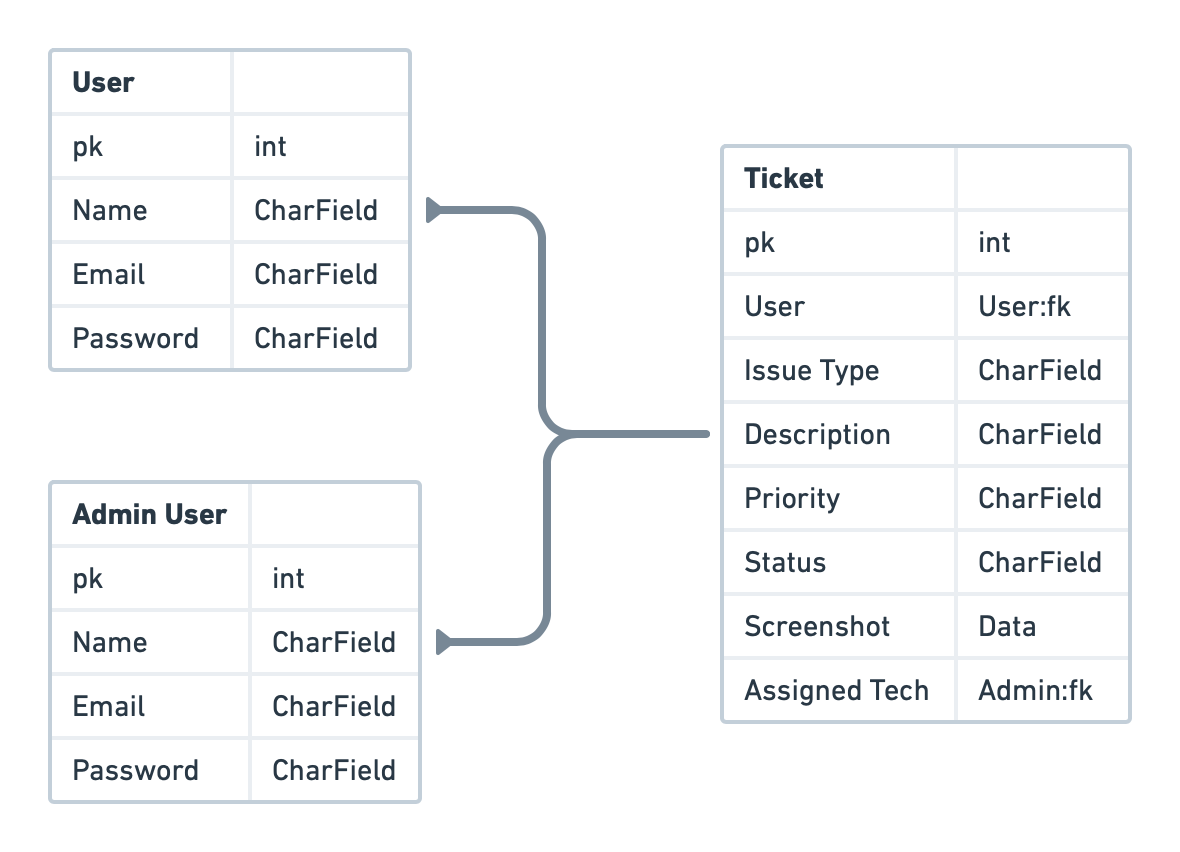 User
pk int
Name CharField
Email CharField
Password CharField
Admin User
pk int
Name CharField
Email CharField
Password CharField
Ticket
pk int
User User:fk
Issue Type CharField
Description CharField
Priority CharField
Status CharField
Screenshot Data
Assigned Tech Admin:fk